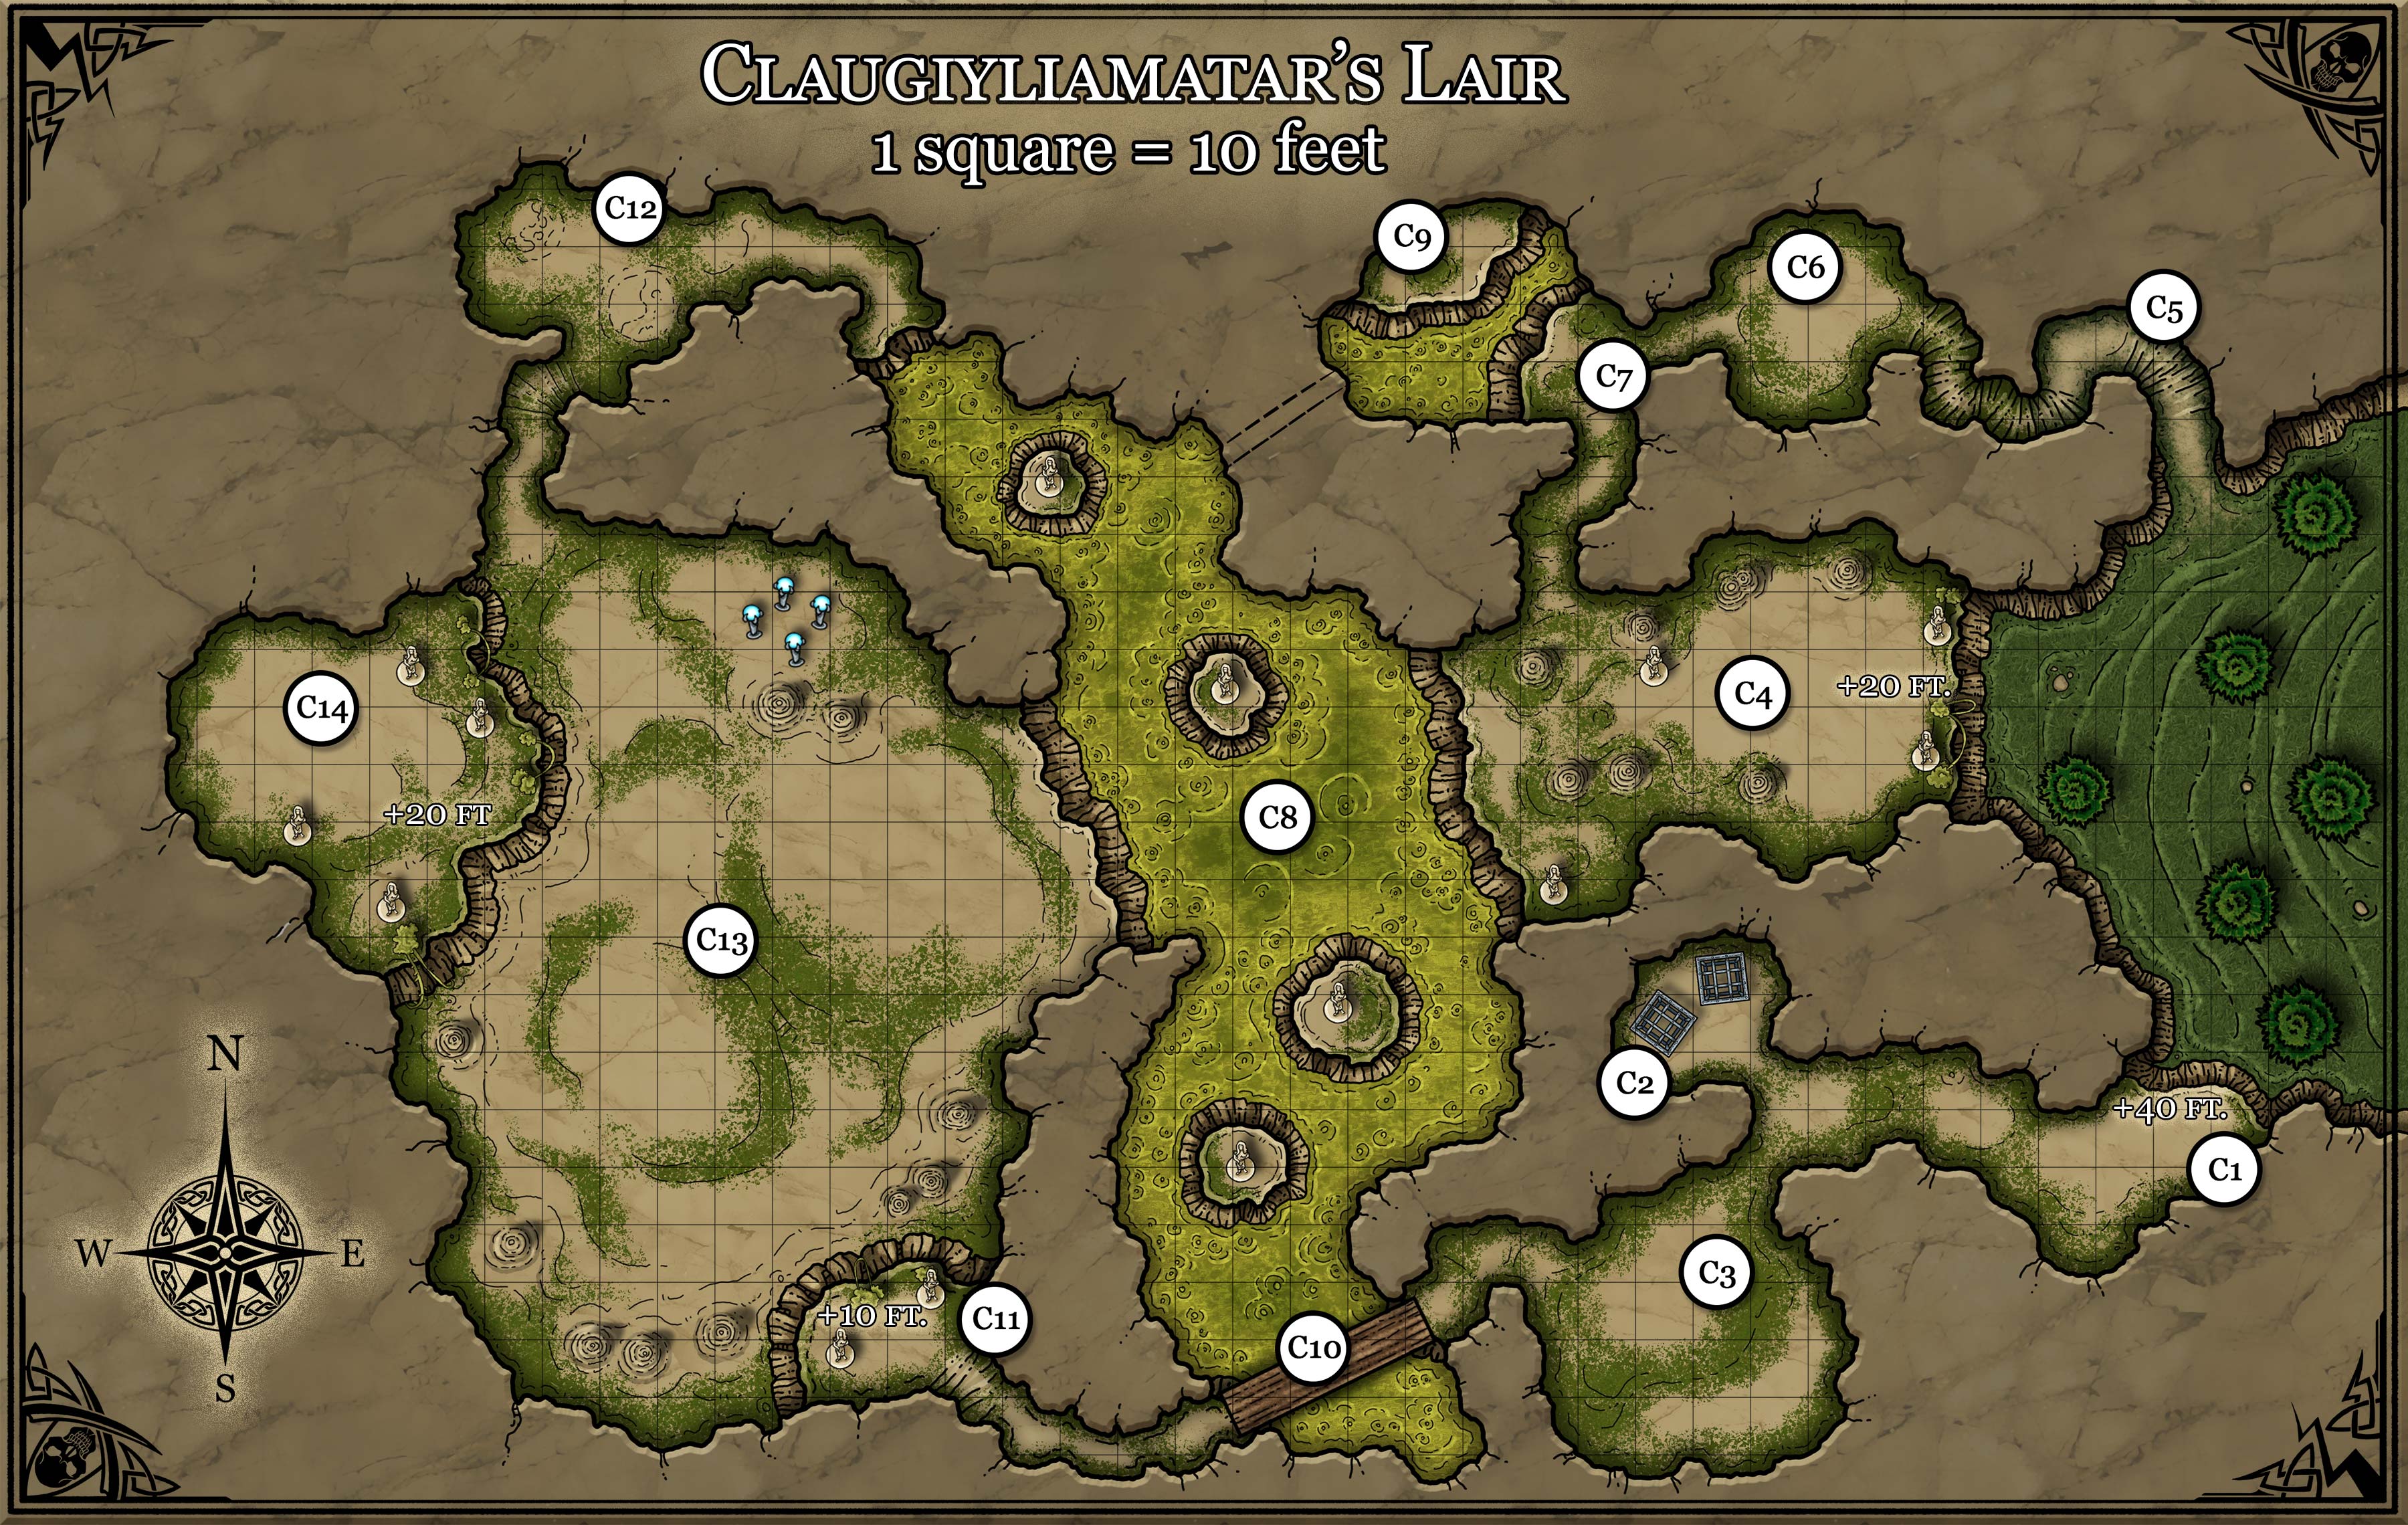 Claugiyliamatar's Lair
1 square = 10 feet
C12
C9
C6
C5
C7
C14
C4
+20 FT.
+20 FT
C8
C13
C2
N
W
E
S
+40 FT.
C1
C3
+10 FT.
C11
C10